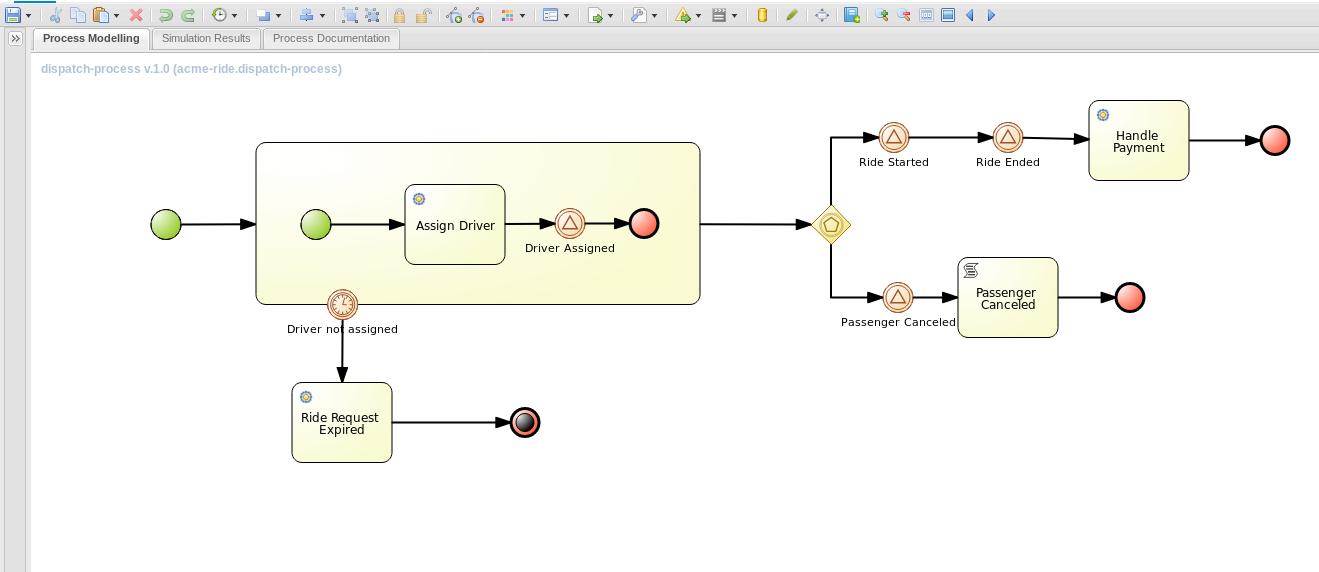 Process Modelling
Simulation Results
Process Documentation
dispatch-process v.1.0 (acme-ride.dispatch-process)
Ride Started
Ride Ended
Handle
Payment
Assign Driver
Driver Assigned
Driver not assigned
Passenger Canceled
Passenger
Canceled
Ride Request
Expired